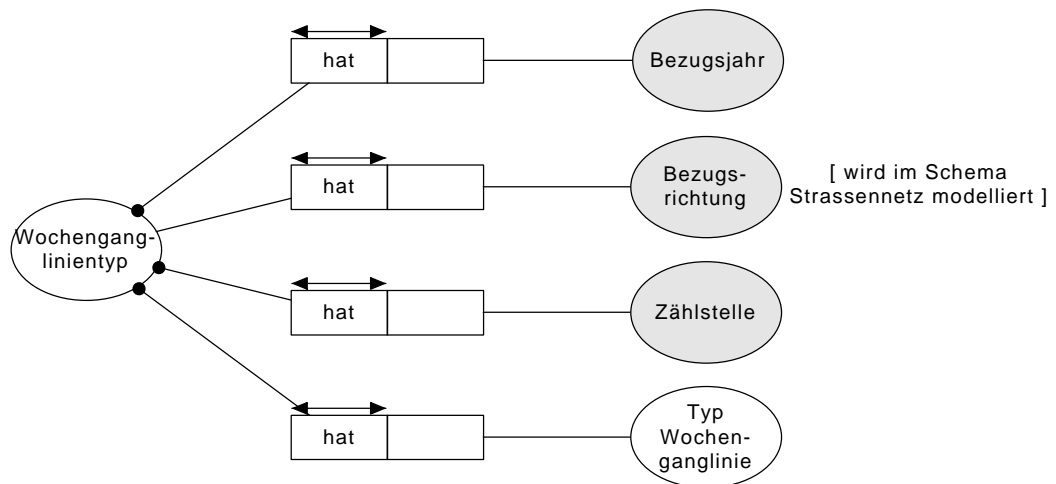 hat
Bezugsjahr
hat
Bezugs-
richtung
[ wird im Schema
Strassennetz modelliert ]
Wochengang-
linientyp
hat
Zählstelle
hat
Typ
Wochen-
ganglinie